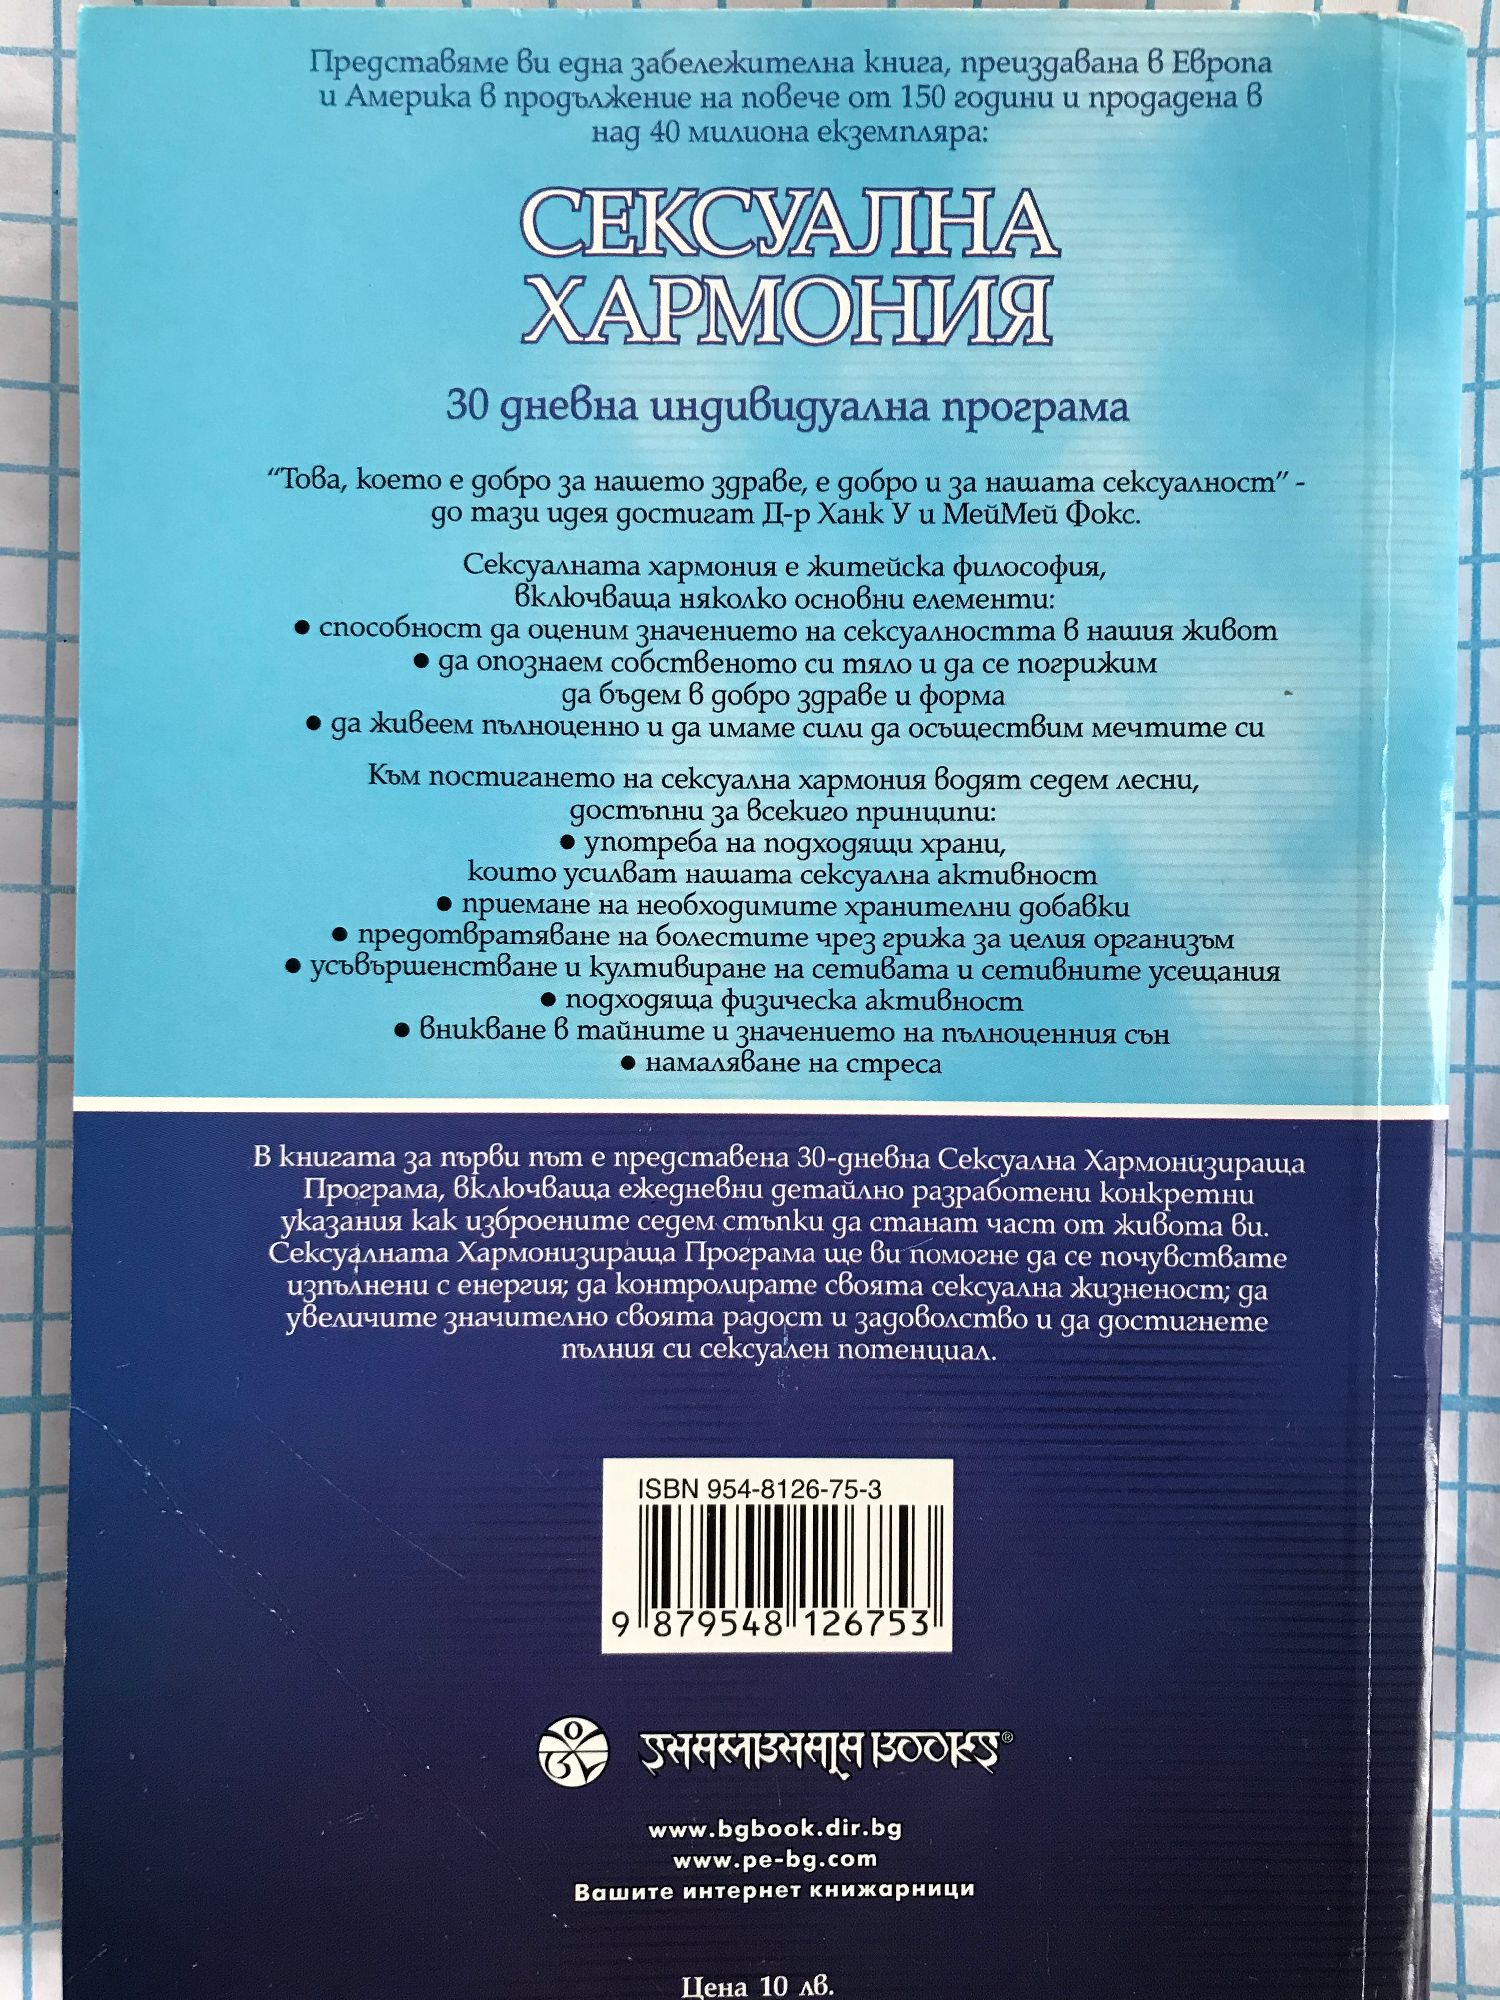 Представяме ви една забележителна книга, преиздавана в Европа
и Америка в продължение на повече от 150 години и продадена в
над 40 милиона екземпляра:
СЕКСУАЛНА
ХАРМОНИЯ
30 дневна индивидуална програма
"Това, което е добро за нашето здраве, е добро и за нашата сексуалност" -
до тази идея достигат Д-р Ханк У и МейМей Фокс.
Сексуалната хармония е житейска философия,
включваща няколко основни елементи:
● способност да оценим значението на сексуалността в нашия живот
● да опознаем собственото си тяло и да се погрижим
да бъдем в добро здраве и форма
● да живеем пълноценно и да имаме сили да осъществим мечтите си
Към постигането на сексуална хармония водят седем лесни,
достъпни за всекиго принципи:
● употреба на подходящи храни,
които усилват нашата сексуална активност
● приемане на необходимите хранителни добавки
● предотвратяване на болестите чрез грижа за целия организъм
● усъвършенстване и култивиране на сетивата и сетивните усещания
● подходяща физическа активност
● вникване в тайните и значението на пълноценния сън
● намаляване на стреса
В книгата за първи път е представена 30-дневна Сексуална Хармонизираща
Програма, включваща ежедневни детайлно разработени конкретни
указания как изброените седем стъпки да станат част от живота ви.
Сексуалната Хармонизираща Програма ще ви помогне да се почувствате
изпълнени с енергия; да контролирате своята сексуална жизненост; да
увеличите значително своята радост и задоволство и да достигнете
пълния си сексуален потенциал.
ISBN 954-8126-75-3
9 879548 126753
BOOKS®
www.bgbook.dir.bg
www.pe-bg.com
Вашите интернет книжарници
Цена 10 лв.